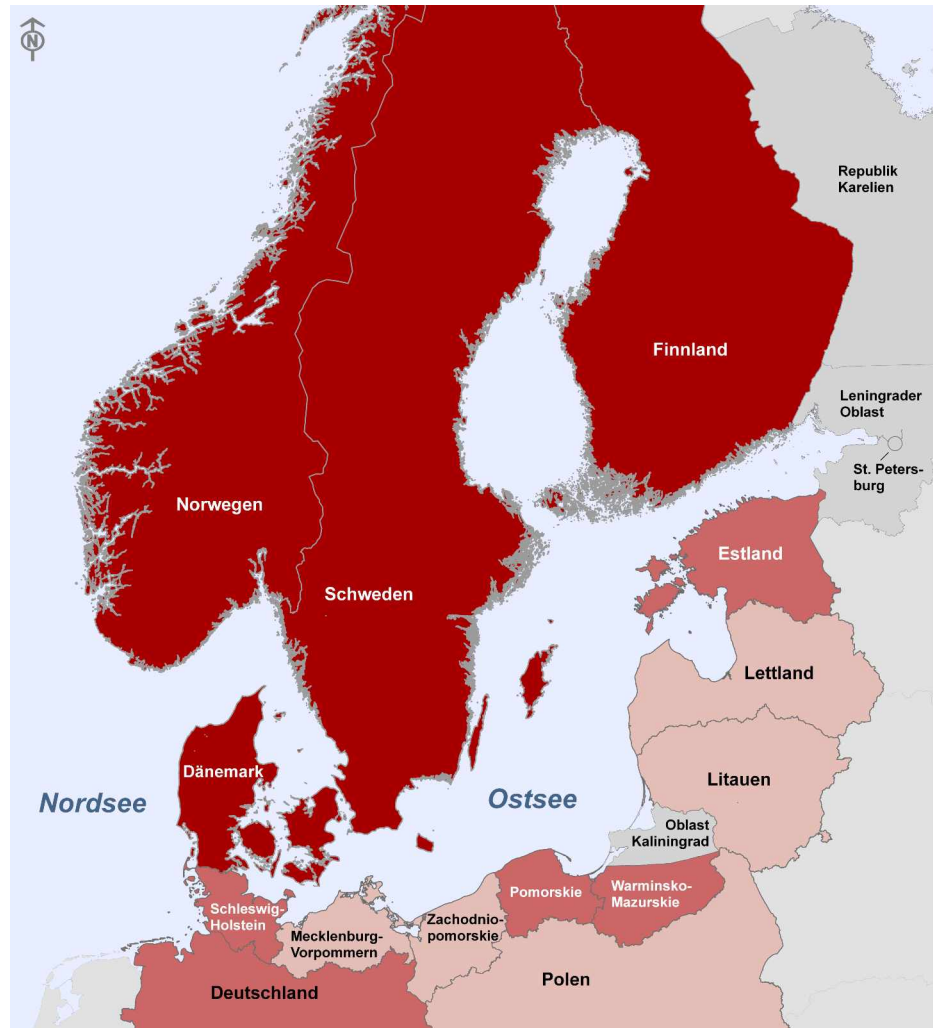 N
Republik
Karelien
Finnland
Leningrader
Oblast
St. Peters-
burg
Norwegen
Estland
Schweden
Lettland
Dänemark
Litauen
Nordsee
Ostsee
Oblast
Kaliningrad
Pomorskie
Warminsko-
Mazurskie
Schleswig-
Holstein
Zachodnio-
pomorskie
Mecklenburg-
Vorpommern
Polen
Deutschland